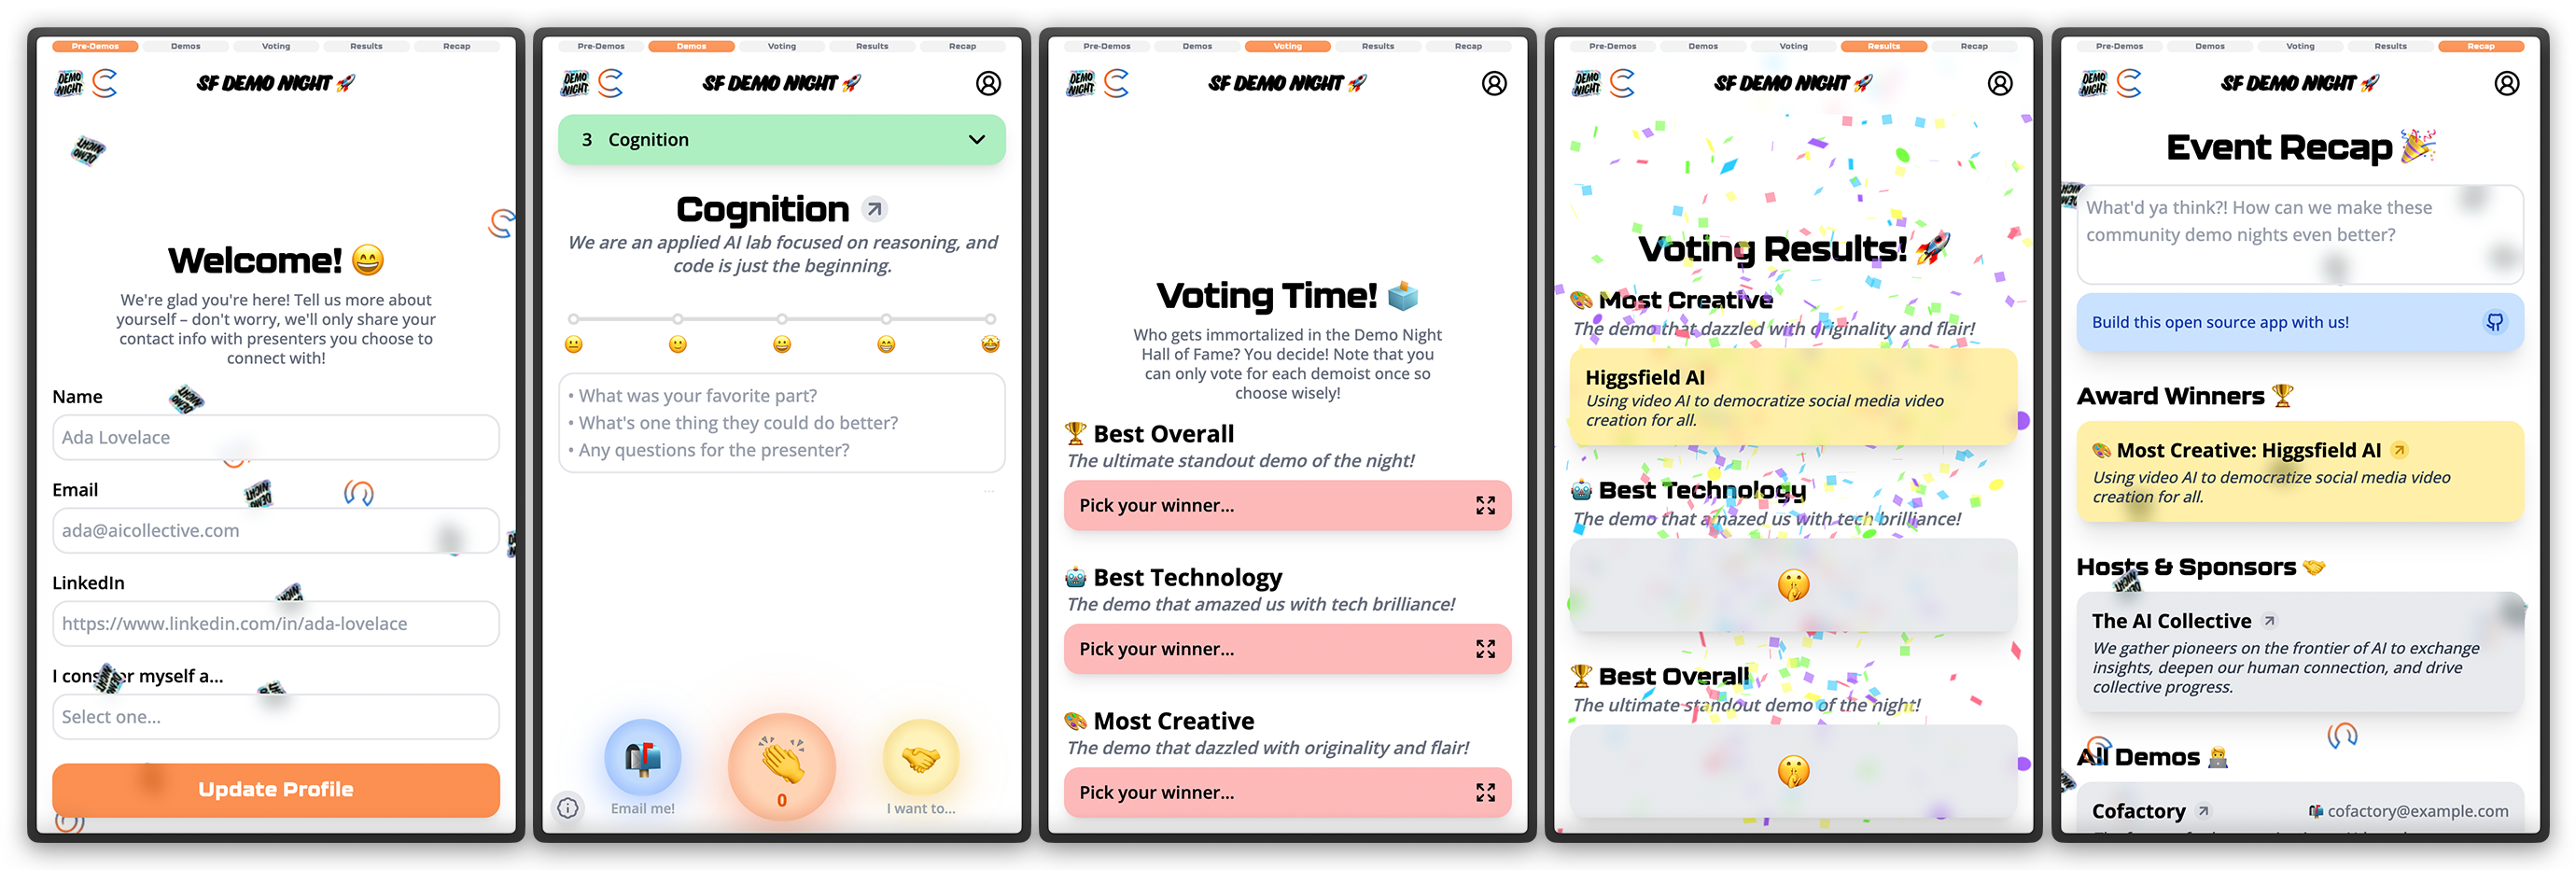 Pre-Demos Demos Voting Results Recap
DEMO NIGHT
SF DEMO NIGHT 🚀
DEMO NIGHT
Welcome! 😄
We're glad you're here! Tell us more about
yourself – don't worry, we'll only share your
contact info with presenters you choose to
connect with!
Name
Ada Lovelace
Email
DEMO NIGHT
ada@aicollective.com
LinkedIn
https://www.linkedin.com/in/ada-lovelace
myself a...
Select one...
Update Profile
Pre-Demos Demos Voting Results Recap
DEMO NIGHT
SF DEMO NIGHT 🚀
3 Cognition
Cognition
We are an applied AI lab focused on reasoning, and
code is just the beginning.
• What was your favorite part?
• What's one thing they could do better?
• Any questions for the presenter?
...
0
Email me!
I want to...
Pre-Demos Demos Voting Results Recap
DEMO NIGHT
SF DEMO NIGHT 🚀
Voting Time! 🗳️
Who gets immortalized in the Demo Night
Hall of Fame? You decide! Note that you
can only vote for each demoist once so
choose wisely!
🏆 Best Overall
The ultimate standout demo of the night!
Pick your winner...
🤖 Best Technology
The demo that amazed us with tech brilliance!
Pick your winner...
🎨 Most Creative
The demo that dazzled with originality and flair!
Pick your winner...
Pre-Demos Demos Voting Results Recap
DEMO NIGHT
SF DEMO NIGHT 🚀
Voting Results! 🚀
🎨 Most Creative
The demo that dazzled with originality and flair!
Higgsfield AI
Using video AI to democratize social media video
creation for all.
🤖 Best Technology
The demo that amazed us with tech brilliance!
🏆 Best Overall
The ultimate standout demo of the night!
Pre-Demos Demos Voting Results Recap
DEMO NIGHT
SF DEMO NIGHT 🚀
Event Recap 🎉
What'd ya think?! How can we make these
community demo nights even better?
Build this open source app with us!
Award Winners 🏆
🎨 Most Creative: Higgsfield AI
Using video AI to democratize social media video
creation for all.
Hosts & Sponsors 🤝
The AI Collective
We gather pioneers on the frontier of AI to exchange
insights, deepen our human connection, and drive
collective progress.
All Demos 🧑‍💻
Cofactory 📬 cofactory@example.com